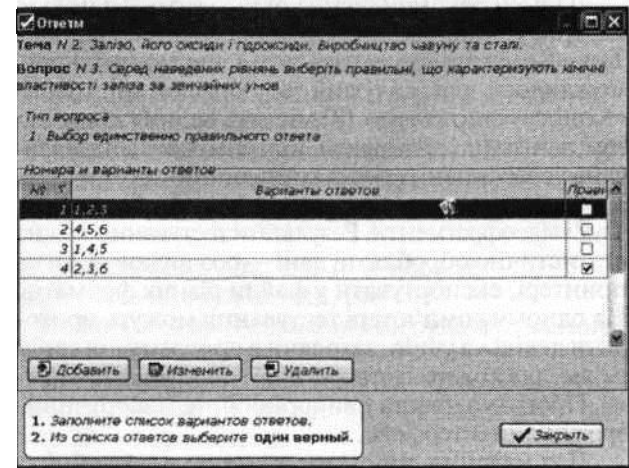 Ответы
Тема N 2. Залізо, його оксиди і гідроксиди. Виробництво чавуну та сталі.
Вопрос N 3. Серед наведених рівнянь виберіть правильні, що характеризують хімічні
властивості заліза за звичайних умов
Тип вопроса
1. Выбор единственно правильного ответа
Номера и варианты ответов
№ Варианты ответов
1 1,2,3
2 4,5,6
3 1,4,5
4 2,3,6
Добавить Изменить Удалить
1. Заполните список вариантов ответов.
2. Из списка ответов выберите один верный.
Закрыть